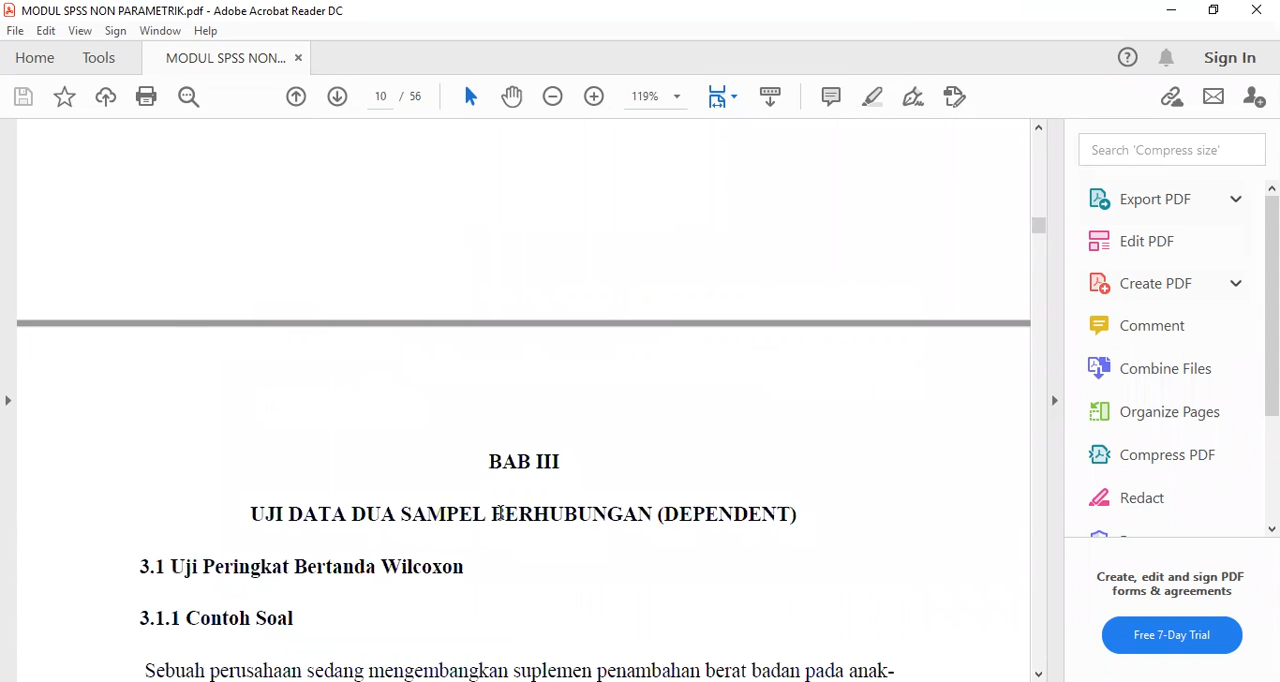 MODUL SPSS NON PARAMETRIK.pdf - Adobe Acrobat Reader DC
File Edit View Sign Window Help
Home Tools MODUL SPSS NON... × Sign In
10 / 56 119%
Search 'Compress size'
Export PDF
Edit PDF
Create PDF
Comment
Combine Files
Organize Pages
Compress PDF
Redact
Create, edit and sign PDF
forms & agreements
Free 7-Day Trial
BAB III
UJI DATA DUA SAMPEL BERHUBUNGAN (DEPENDENT)
3.1 Uji Peringkat Bertanda Wilcoxon
3.1.1 Contoh Soal
Sebuah perusahaan sedang mengembangkan suplemen penambahan berat badan pada anak-